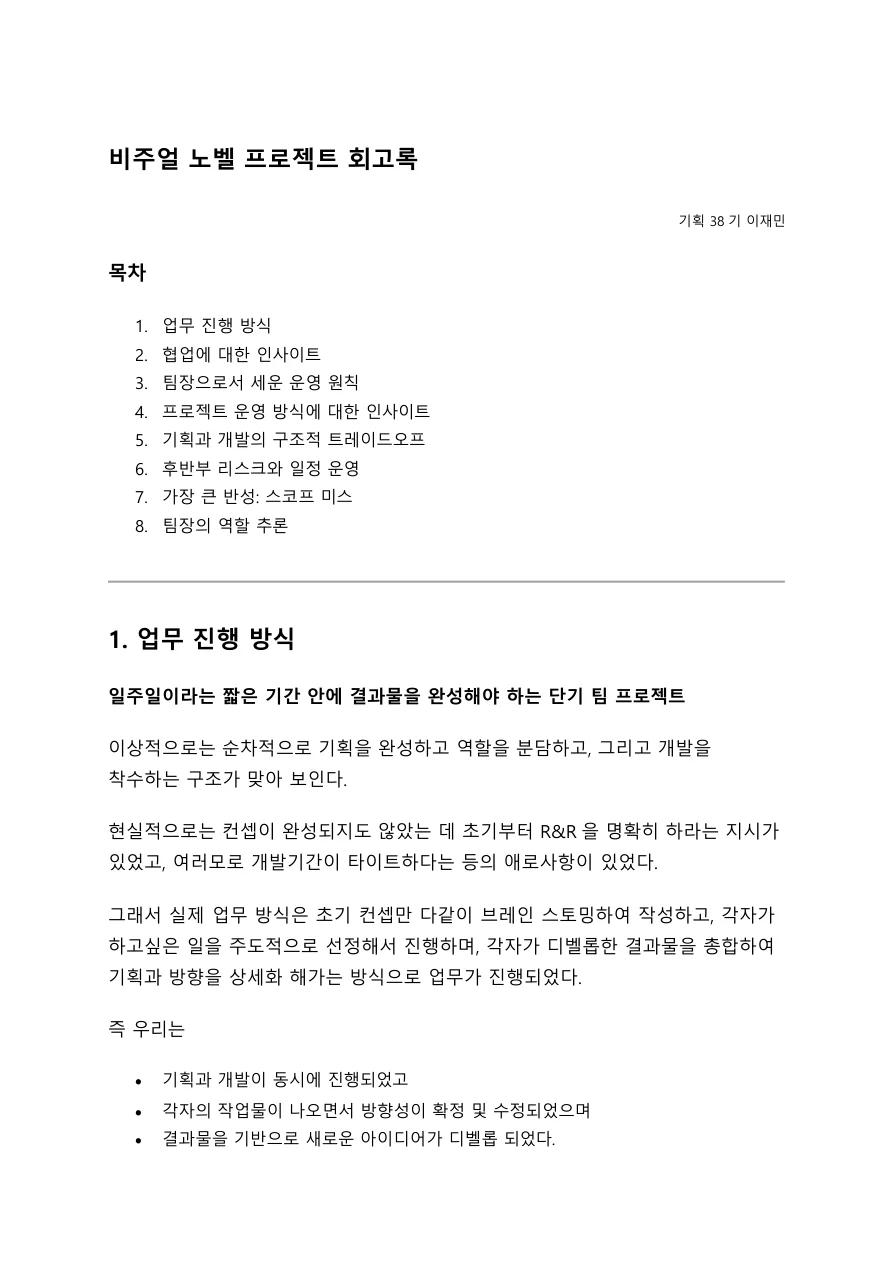 비주얼 노벨 프로젝트 회고록
기획 38 기 이재민
목차
1. 업무 진행 방식
2. 협업에 대한 인사이트
3. 팀장으로서 세운 운영 원칙
4. 프로젝트 운영 방식에 대한 인사이트
5. 기획과 개발의 구조적 트레이드오프
6. 후반부 리스크와 일정 운영
7. 가장 큰 반성: 스코프 미스
8. 팀장의 역할 추론
1. 업무 진행 방식
일주일이라는 짧은 기간 안에 결과물을 완성해야 하는 단기 팀 프로젝트
이상적으로는 순차적으로 기획을 완성하고 역할을 분담하고, 그리고 개발을
착수하는 구조가 맞아 보인다.
현실적으로는 컨셉이 완성되지도 않았는 데 초기부터 R&R 을 명확히 하라는 지시가
있었고, 여러모로 개발기간이 타이트하다는 등의 애로사항이 있었다.
그래서 실제 업무 방식은 초기 컨셉만 다같이 브레인 스토밍하여 작성하고, 각자가
하고싶은 일을 주도적으로 선정해서 진행하며, 각자가 디벨롭한 결과물을 총합하여
기획과 방향을 상세화 해가는 방식으로 업무가 진행되었다.
즉 우리는
• 기획과 개발이 동시에 진행되었고
• 각자의 작업물이 나오면서 방향성이 확정 및 수정되었으며
• 결과물을 기반으로 새로운 아이디어가 디벨롭 되었다.